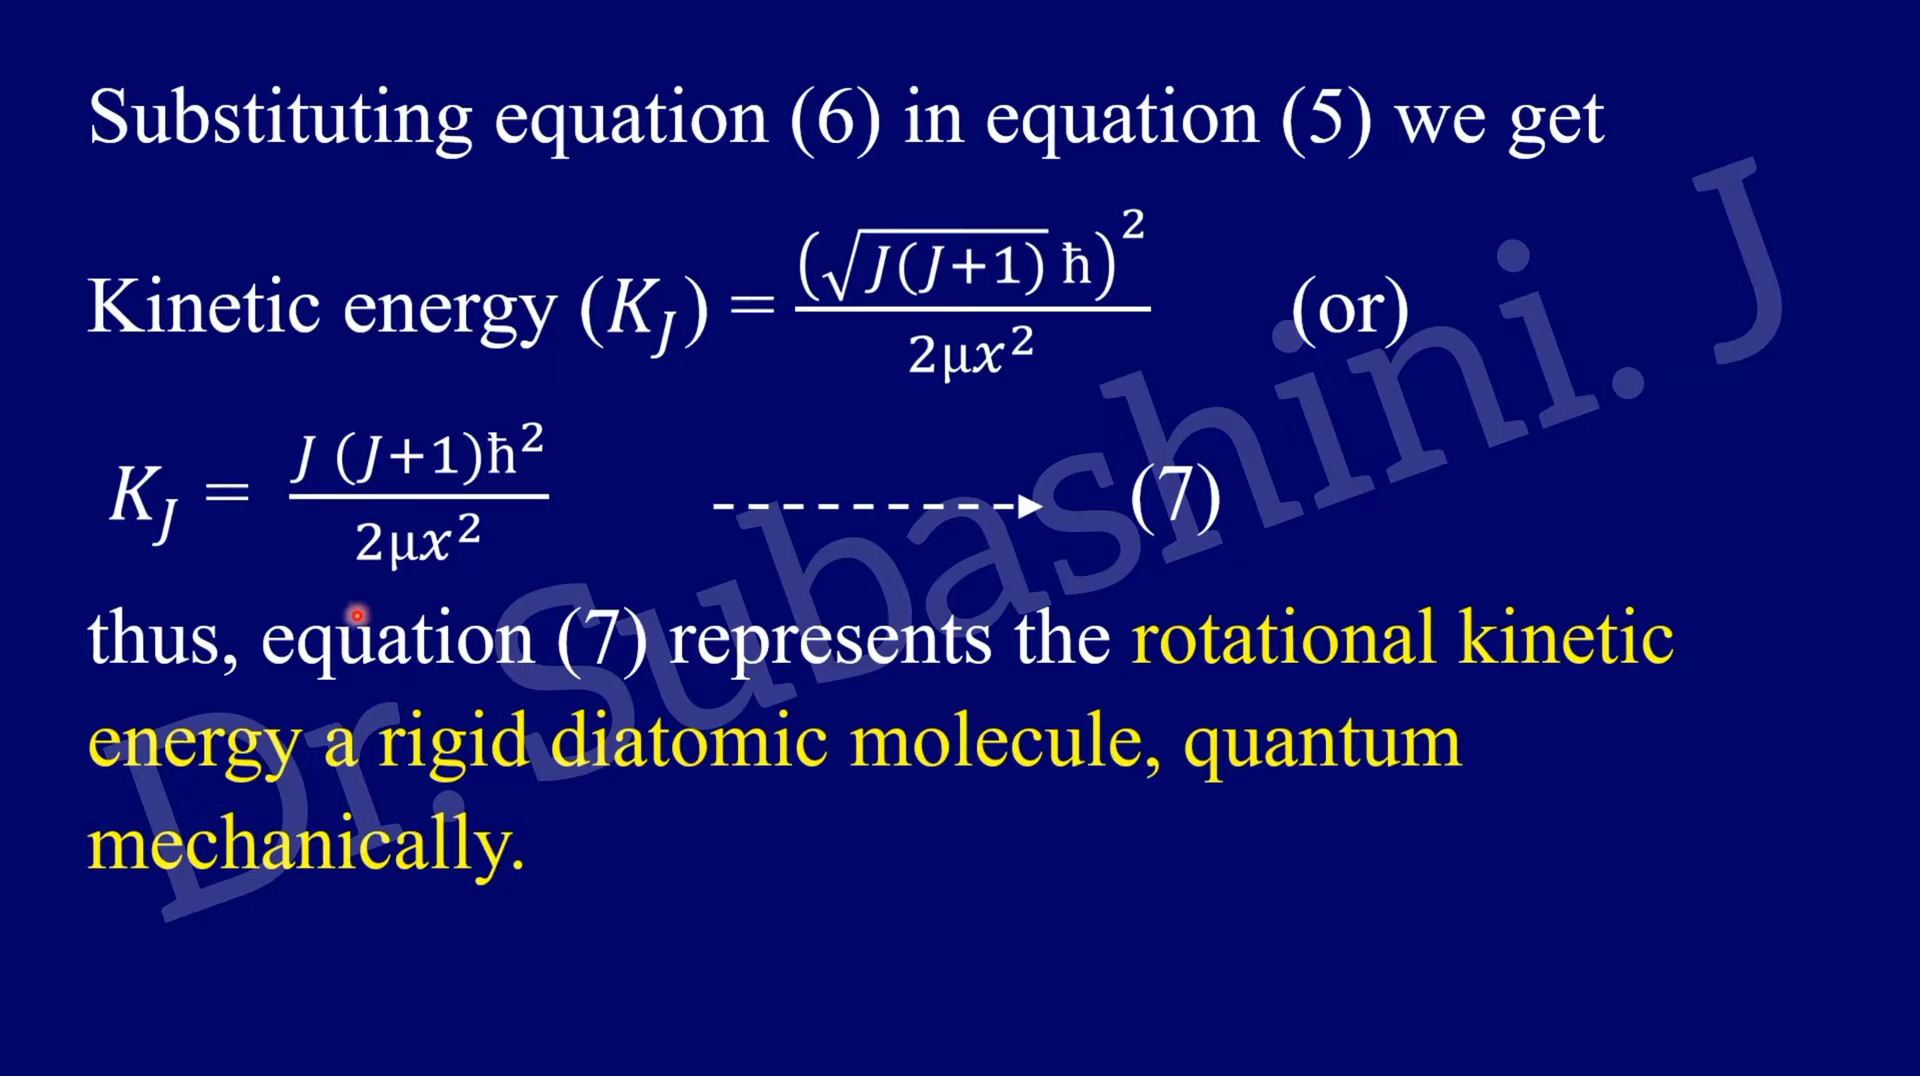 Substituting equation (6) in equation (5) we get
Kinetic energy (K_J) = (√J(J+1) ħ)² / 2μx² (or)
K_J = J (J+1)ħ² / 2μx² ---------▶ (7)
thus, equation (7) represents the rotational kinetic
energy a rigid diatomic molecule, quantum
mechanically.
Dr. Subashini. J